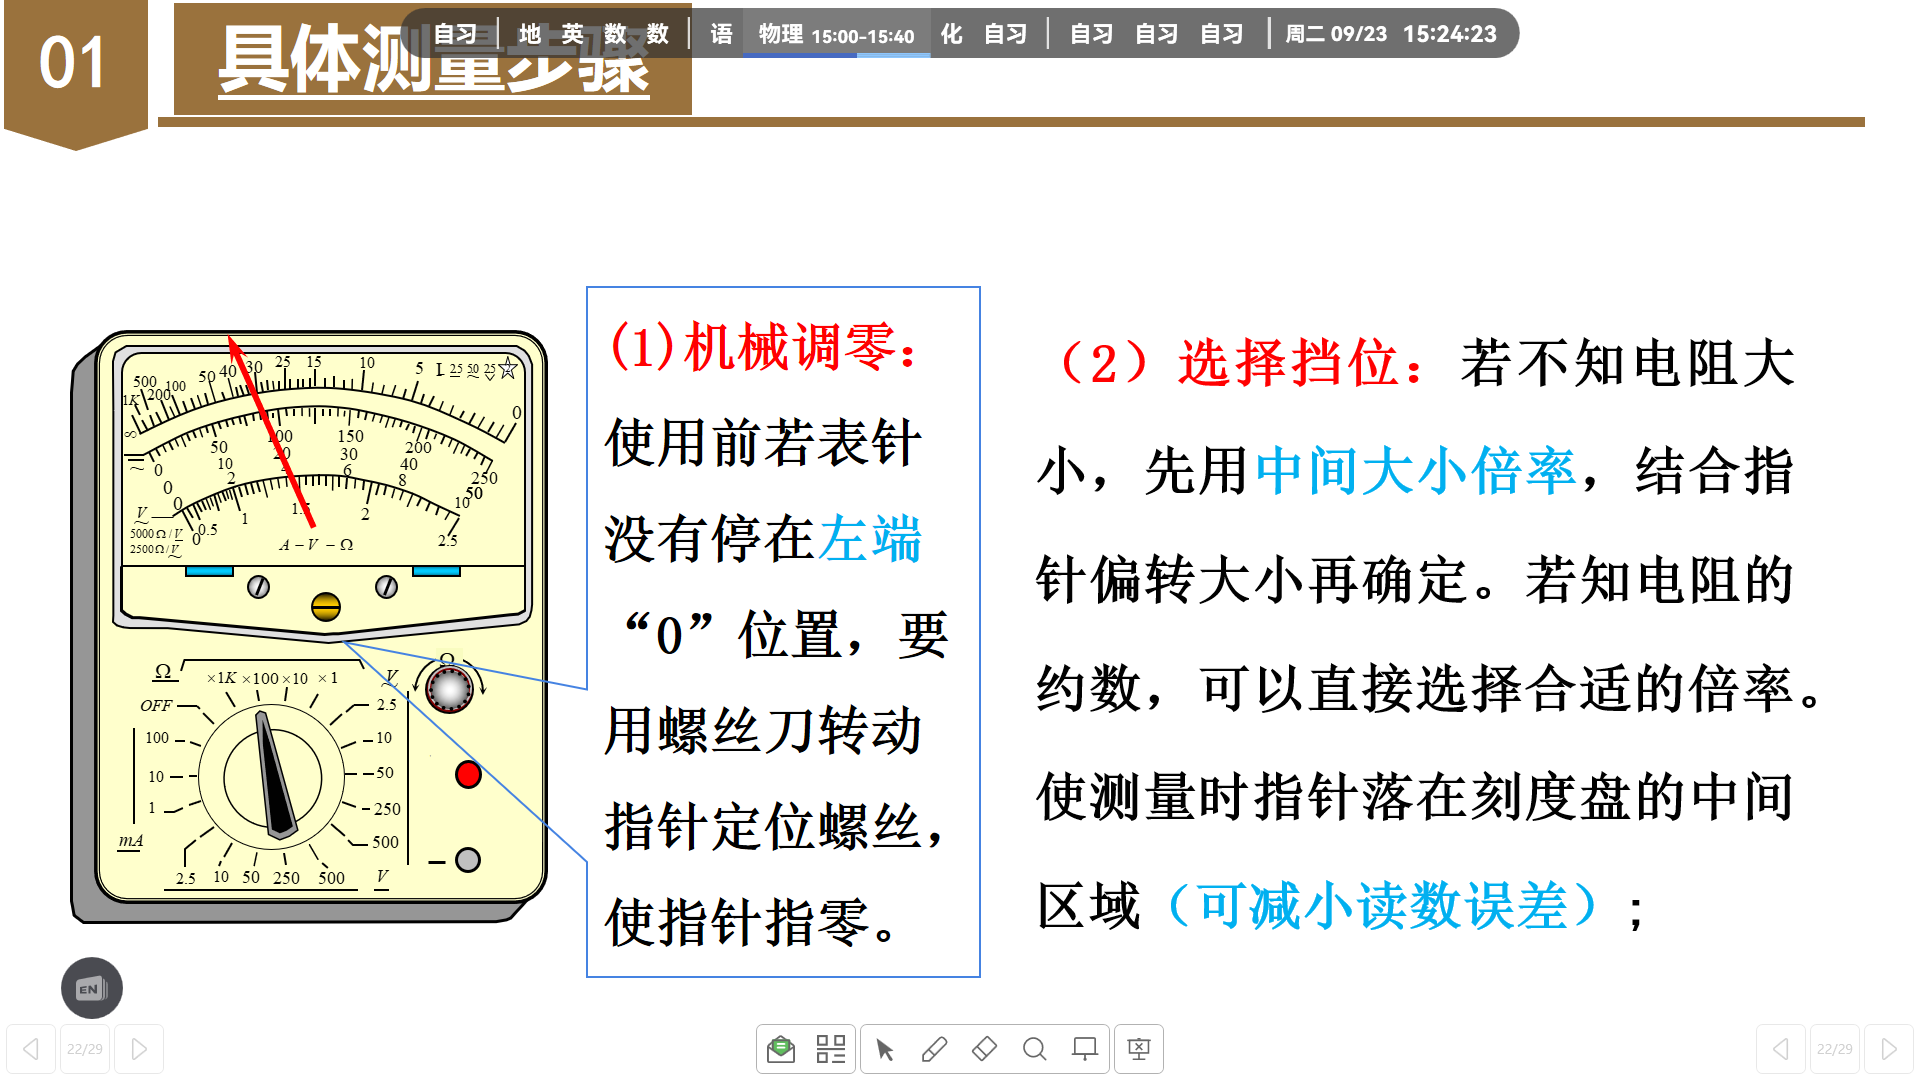 01
具体测量步骤
自习 | 地 英 数 数 | 语 物理 15:00-15:40 化 自习 | 自习 自习 自习 | 周二 09/23 15:24:23
(1)机械调零:
使用前若表针
没有停在左端
“0”位置，要
用螺丝刀转动
指针定位螺丝，
使指针指零。
（2）选择挡位：若不知电阻大
小，先用中间大小倍率，结合指
针偏转大小再确定。若知电阻的
约数，可以直接选择合适的倍率。
使测量时指针落在刻度盘的中间
区域（可减小读数误差）;
∞ 1K 500 200 100 50 40 30 25 15 10 5 0
0 50 100 150 200 250
0 10 20 30 40 50
0 2 6 8 10
0 0.5 1 2 2.5
V
5000 Ω / V
2500 Ω / V
A – V – Ω
Ω ×1K ×100 ×10 ×1 V Ω
OFF 2.5
100 10
10 50
1 250
mA 500
2.5 10 50 250 500 V
EN
22/29
22/29